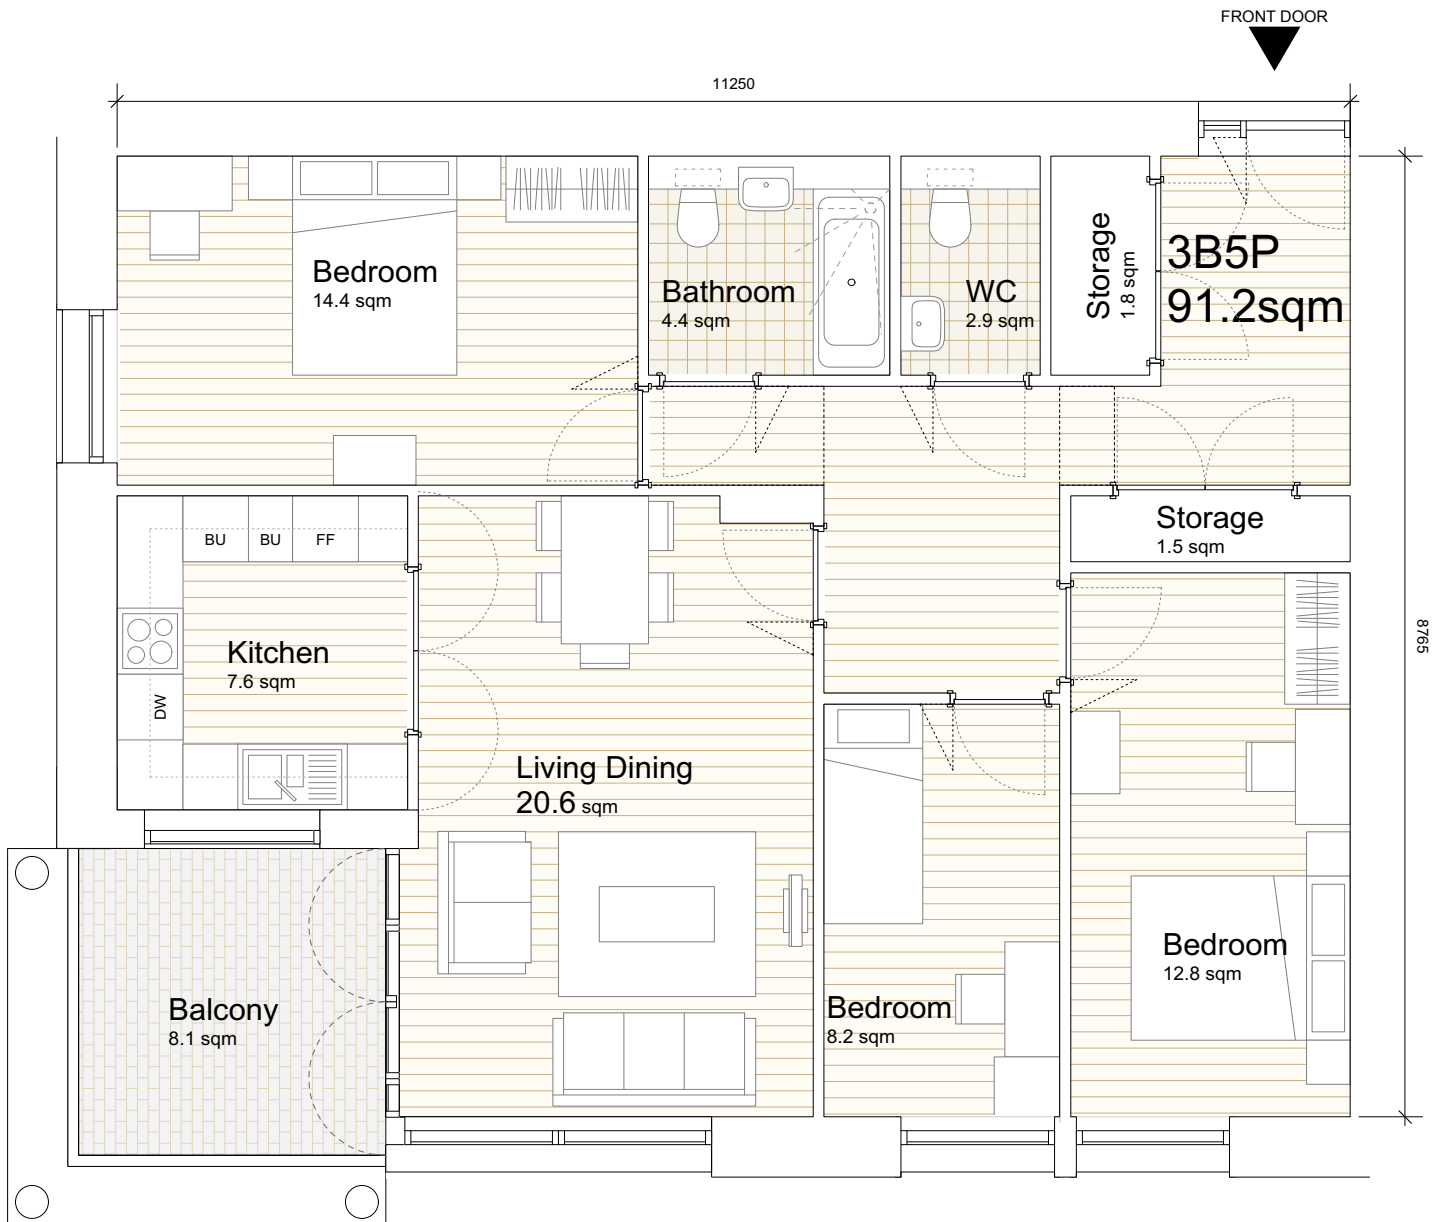 FRONT DOOR
11250
3B5P
91.2sqm
Bedroom
14.4 sqm
Bathroom
4.4 sqm
WC
2.9 sqm
Storage
1.8 sqm
Storage
1.5 sqm
BU
BU
FF
Kitchen
7.6 sqm
DW
8765
Living Dining
20.6 sqm
Bedroom
12.8 sqm
Bedroom
8.2 sqm
Balcony
8.1 sqm